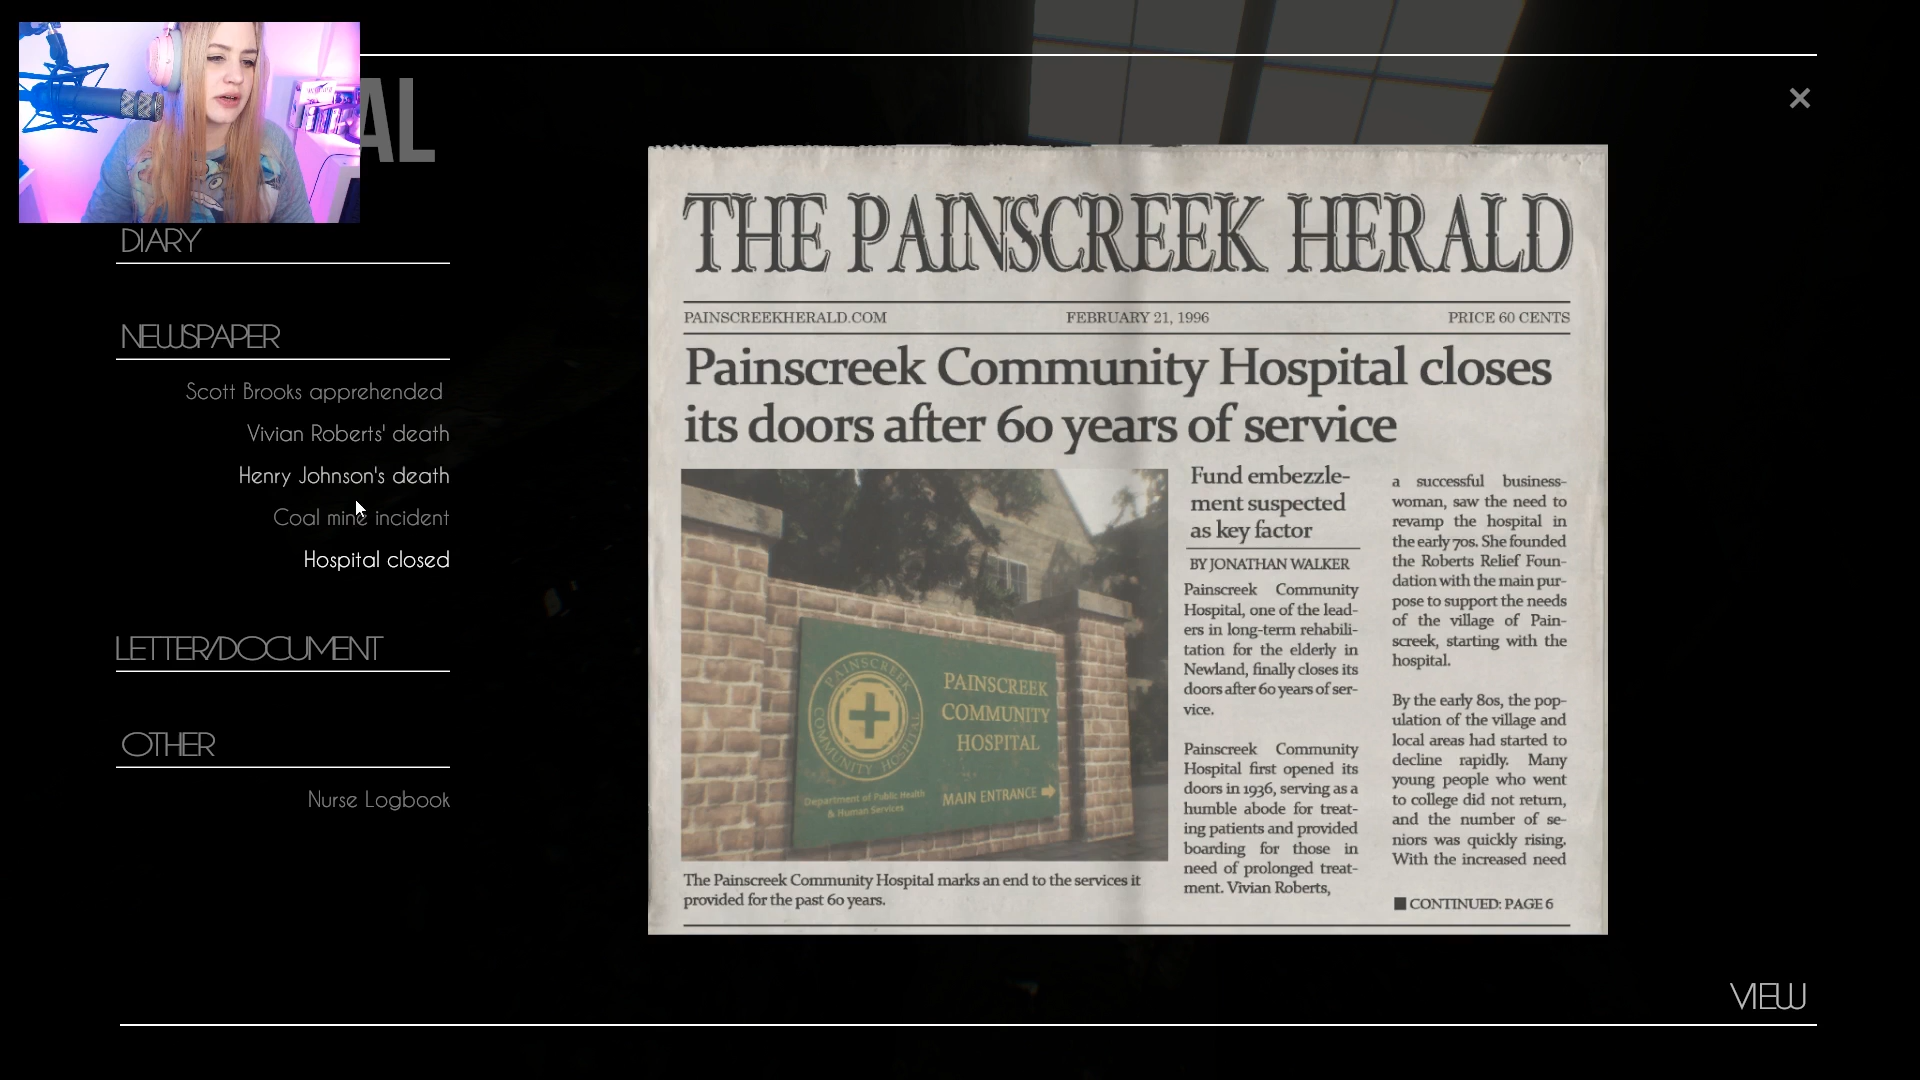 AL
DIARY
NEWSPAPER
Scott Brooks apprehended
Vivian Roberts' death
Henry Johnson's death
Coal mine incident
Hospital closed
LETTER/DOCUMENT
OTHER
Nurse Logbook
THE PAINSCREEK HERALD
PAINSCREEKHERALD.COM FEBRUARY 21, 1996 PRICE 60 CENTS
Painscreek Community Hospital closes
its doors after 60 years of service
PAINSCREEK
COMMUNITY HOSPITAL
PAINSCREEK
COMMUNITY
HOSPITAL
Department of Public Health
& Human Services
MAIN ENTRANCE
The Painscreek Community Hospital marks an end to the services it
provided for the past 60 years.
Fund embezzle-
ment suspected
as key factor
BY JONATHAN WALKER
Painscreek Community
Hospital, one of the lead-
ers in long-term rehabili-
tation for the elderly in
Newland, finally closes its
doors after 60 years of ser-
vice.
Painscreek Community
Hospital first opened its
doors in 1936, serving as a
humble abode for treat-
ing patients and provided
boarding for those in
need of prolonged treat-
ment. Vivian Roberts,
a successful business-
woman, saw the need to
revamp the hospital in
the early 70s. She founded
the Roberts Relief Foun-
dation with the main pur-
pose to support the needs
of the village of Pain-
screek, starting with the
hospital.
By the early 80s, the pop-
ulation of the village and
local areas had started to
decline rapidly. Many
young people who went
to college did not return,
and the number of se-
niors was quickly rising.
With the increased need
CONTINUED: PAGE 6
VIEW